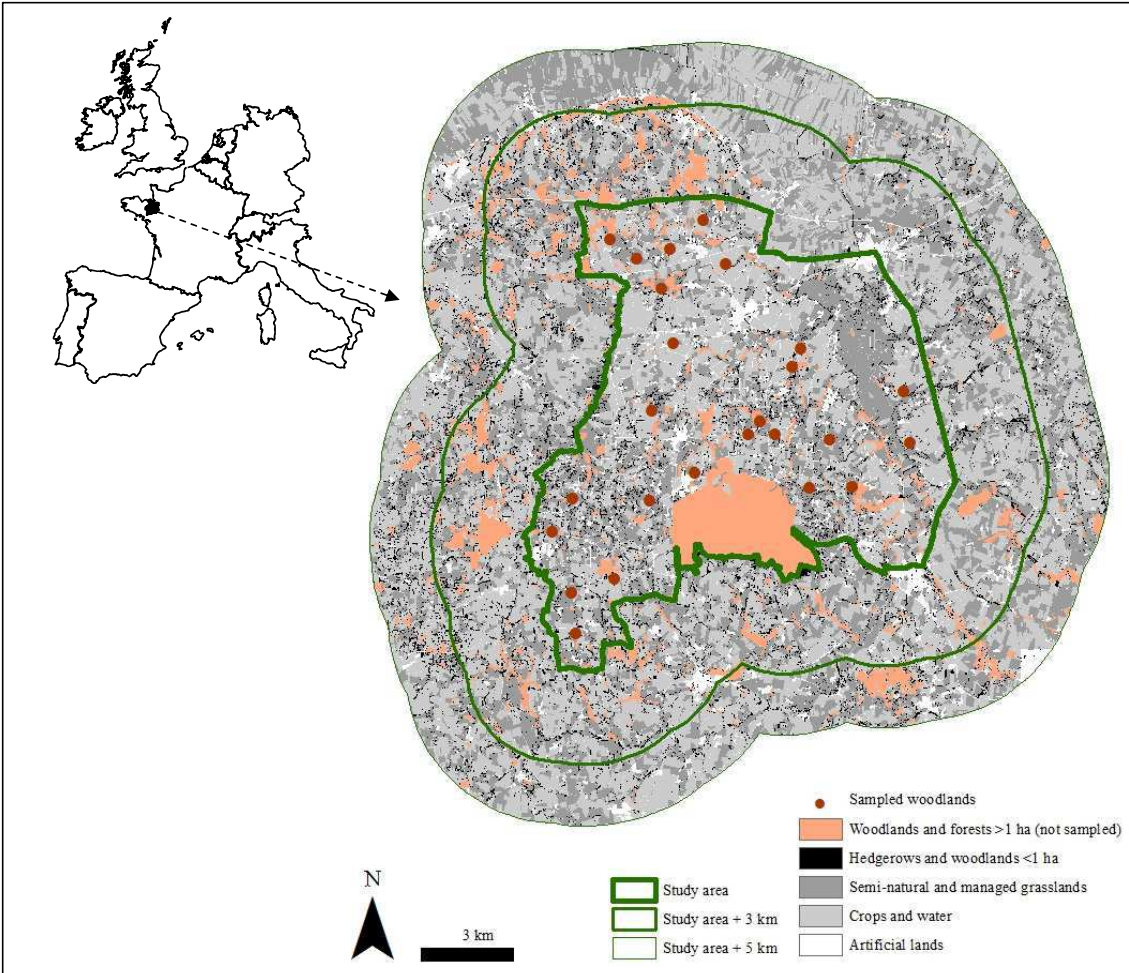 Sampled woodlands
Woodlands and forests >1 ha (not sampled)
Hedgerows and woodlands <1 ha
Semi-natural and managed grasslands
Crops and water
Artificial lands
Study area
Study area + 3 km
Study area + 5 km
N
3 km